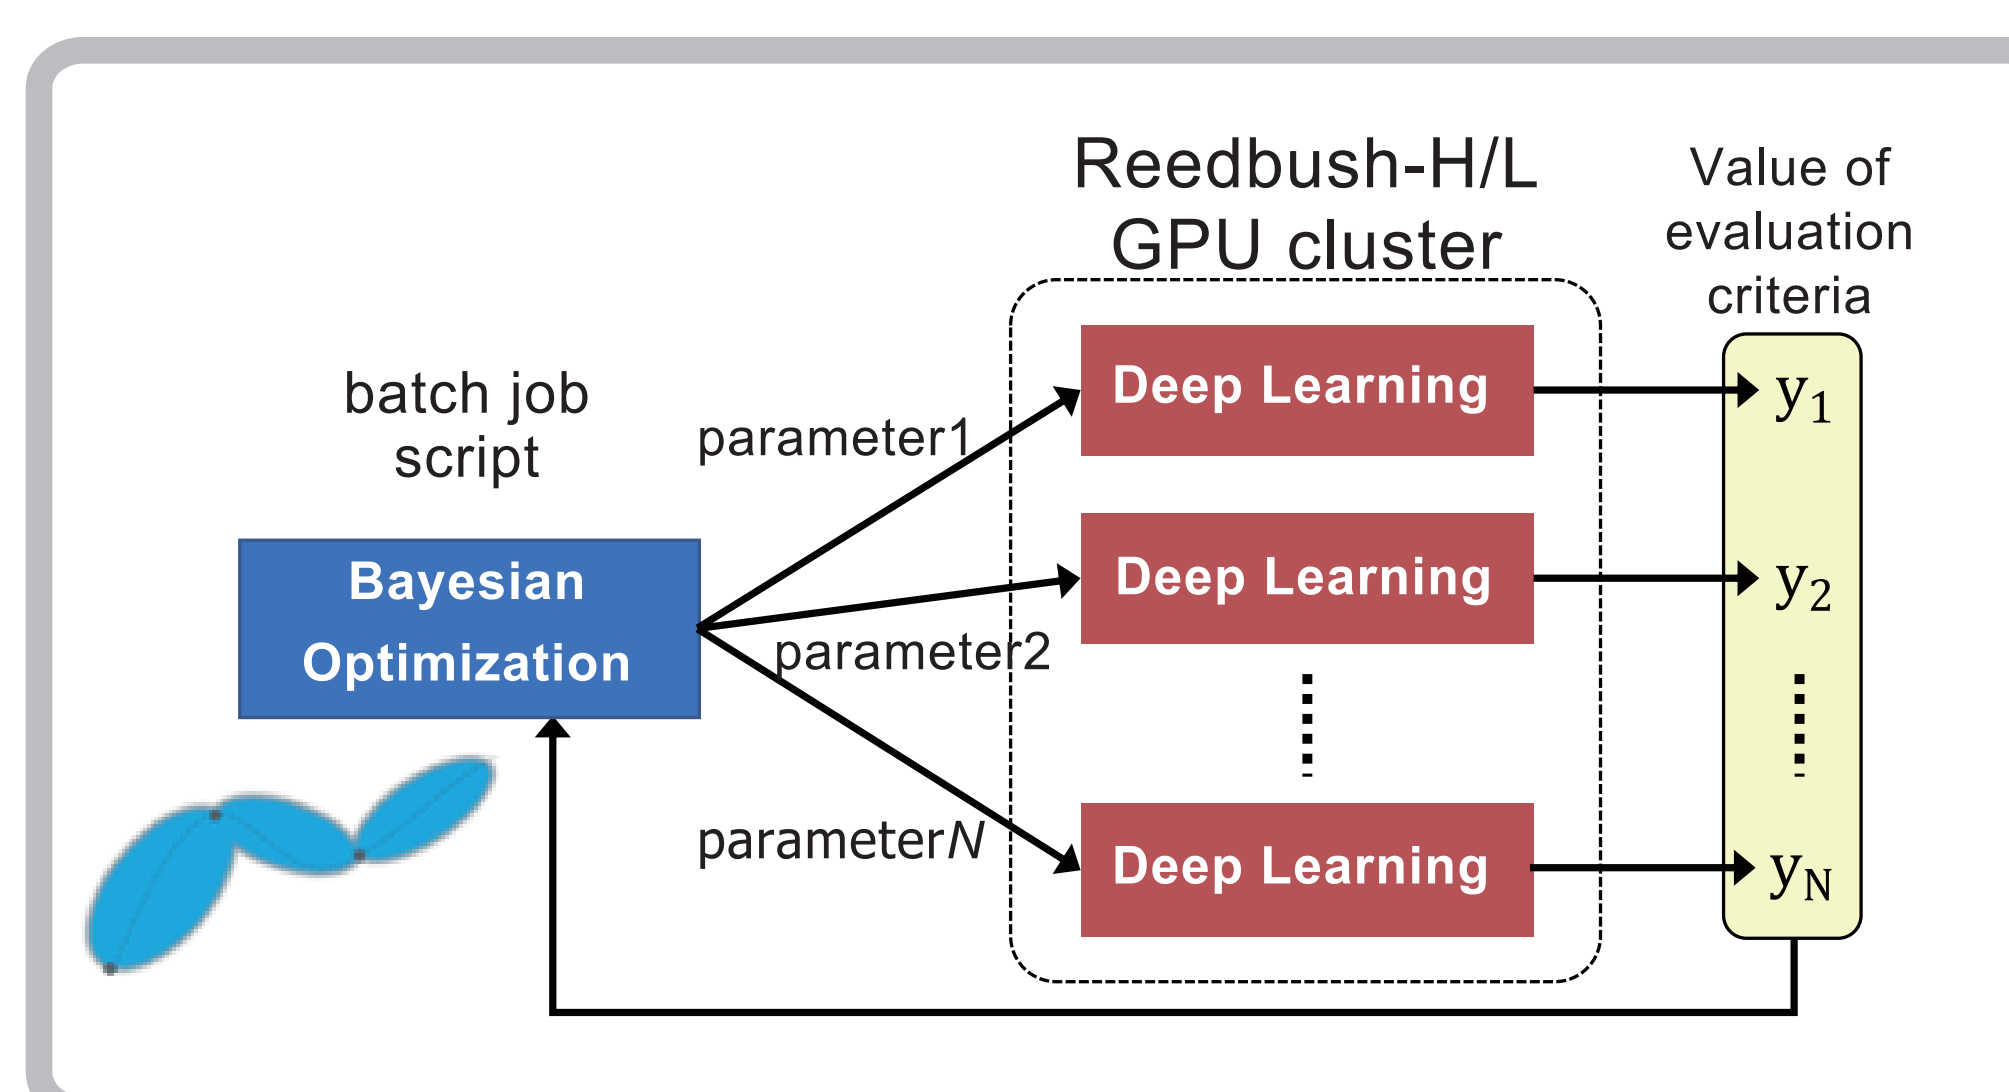 Reedbush-H/L
GPU cluster
Value of
evaluation
criteria
batch job
script
Bayesian
Optimization
parameter1
parameter2
parameterN
Deep Learning
Deep Learning
Deep Learning
y₁
y₂
y_N